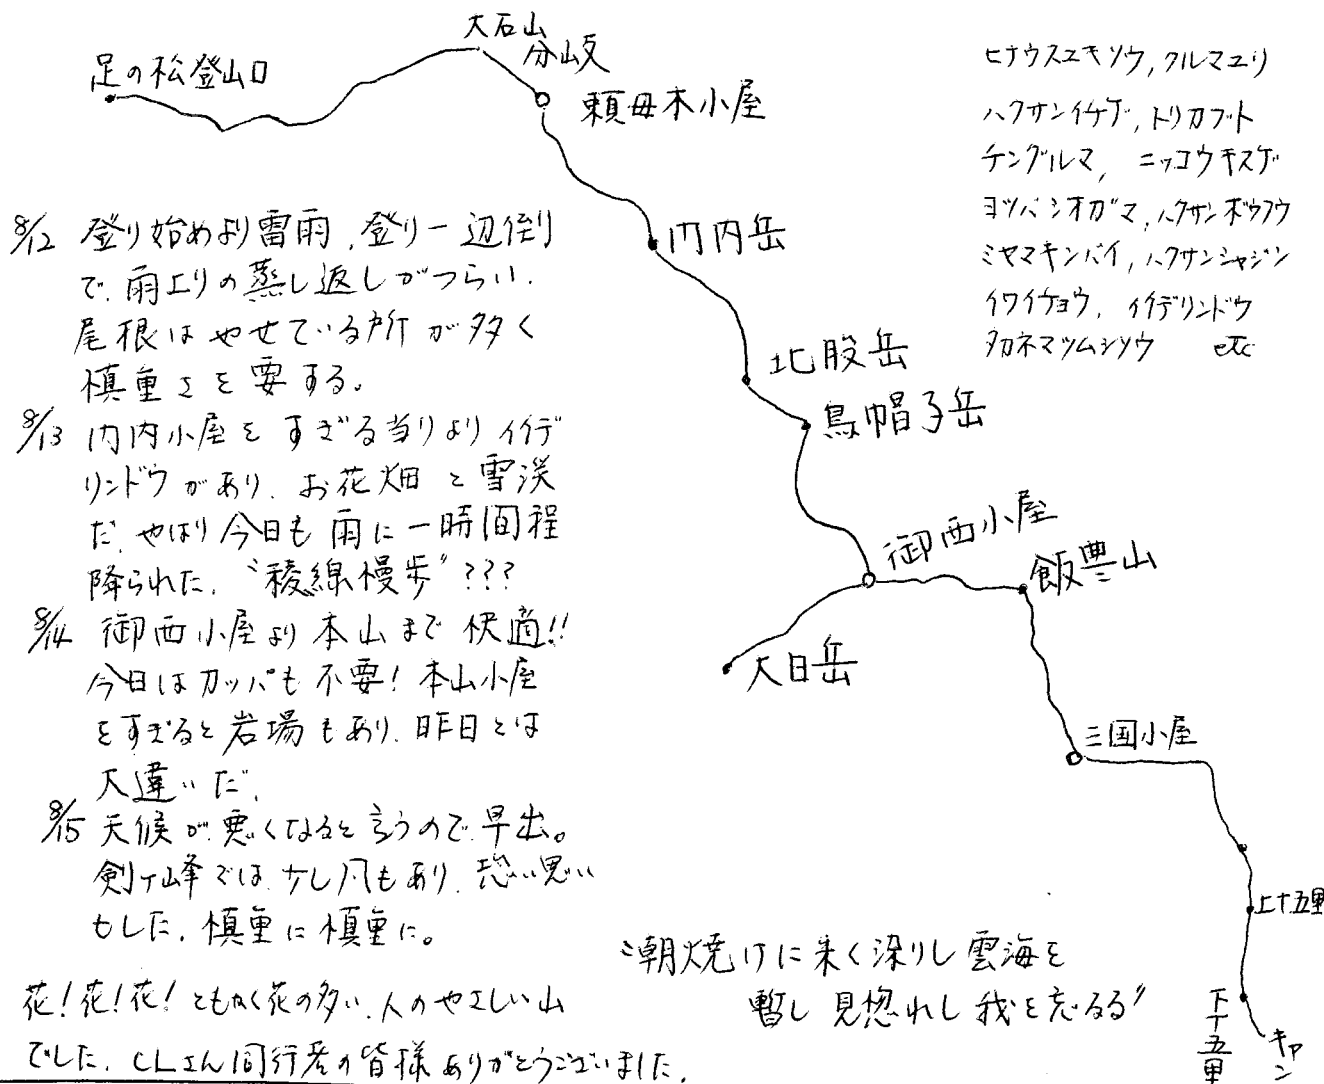 大石山
分岐
足の松登山口
頼母木小屋
門内岳
北股岳
烏帽子岳
御西小屋
飯豊山
大日岳
三国小屋
上十五里
下十五里
キャン
ヒナウスユキソウ, クルマユリ
ハクサンイチゲ, トリカブト
チングルマ, ニッコウキスゲ
ヨツバシオガマ, ハクサンボウフウ
ミヤマキンバイ, ハクサンシャジン
イワイチョウ, イイデリンドウ
タカネマツムシソウ etc
8/12 登り始めより雷雨, 登り一辺倒
で, 雨上りの蒸し返しがつらい.
尾根はやせている所が多く
慎重さを要する。
8/13 門内小屋をすぎる当りよりイイデ
リンドウがあり, お花畑と雪渓
だ, やはり今日も雨に一時間程
降られた, “稜線慢歩”???
8/14 御西小屋より本山まで快適!!
今日はカッパも不要! 本山小屋
をすぎると岩場もあり, 昨日とは
大違いだ,
8/15 天候が悪くなると言うので早出。
剣ヶ峰では少し風もあり, 恐い思い
もした, 慎重に慎重に。
花!花!花! ともかく花の多い, 人のやさしい山
でした, CLさん同行者の皆様ありがとうございました.
“朝焼けに朱く染りし雲海を
暫し見惚れし我を忘るる”